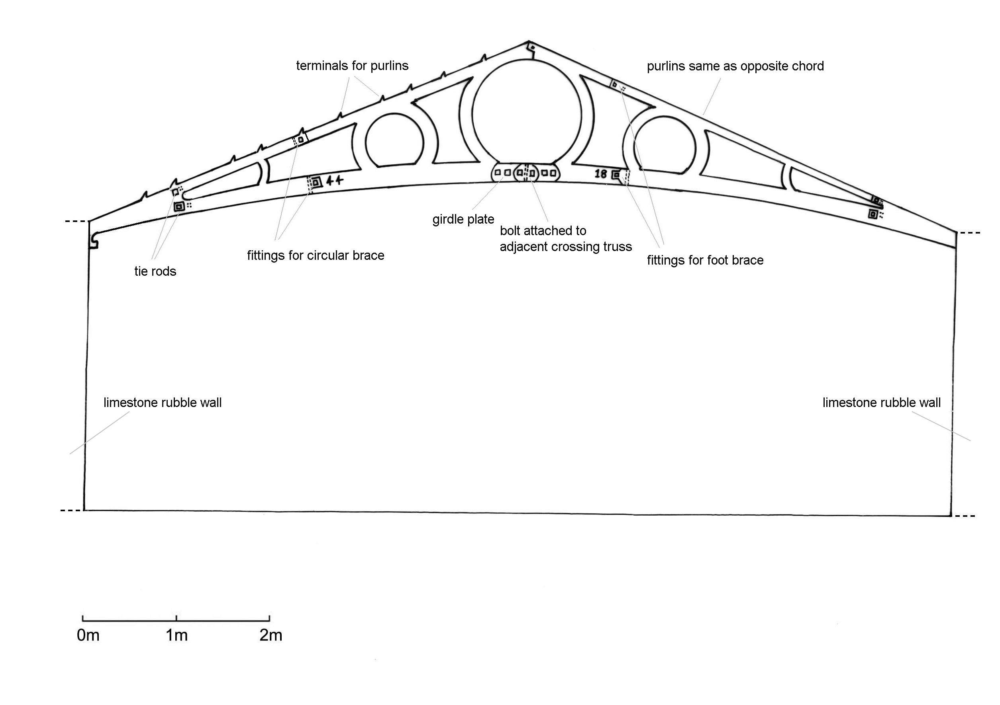 terminals for purlins
purlins same as opposite chord
44
18
girdle plate
bolt attached to
adjacent crossing truss
fittings for circular brace
fittings for foot brace
tie rods
limestone rubble wall
limestone rubble wall
0m
1m
2m